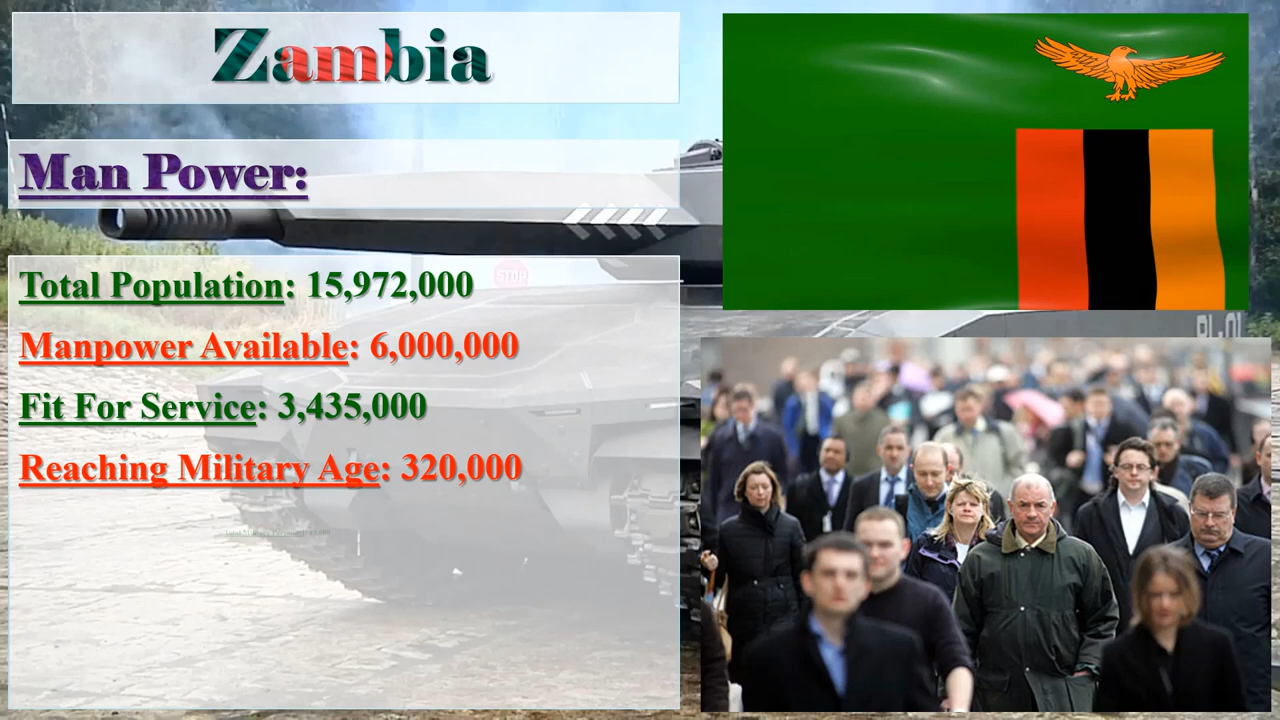 Zambia
Man Power:
Total Population: 15,972,000
Manpower Available: 6,000,000
Fit For Service: 3,435,000
Reaching Military Age: 320,000
STOP